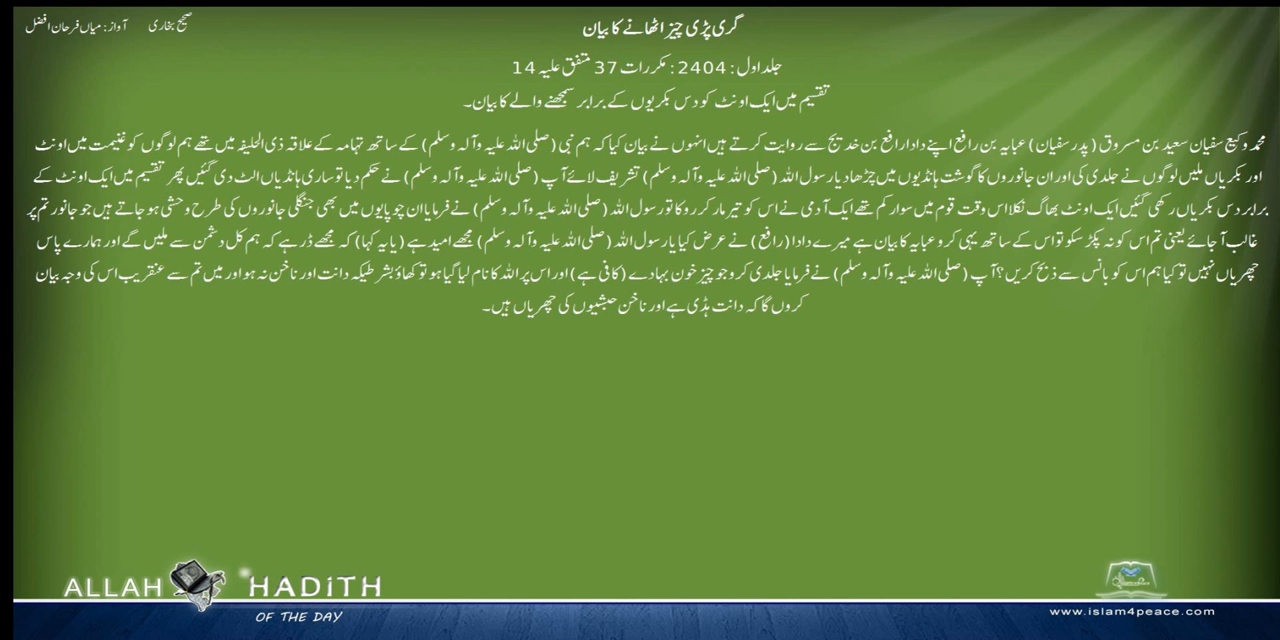 گری پڑی چیز اٹھانے کا بیان
صحیح بخاری
آواز: میاں فرحان افضل
جلد اول : 2404 : مکررات 37 متفق علیہ 14
تقسیم میں ایک اونٹ کو دس بکریوں کے برابر سمجھنے والے کا بیان۔
محمد وکیع سفیان سعید بن مسروق (پدر سفیان) عبایہ بن رافع اپنے دادا رافع بن خدیج سے روایت کرتے ہیں انہوں نے بیان کیا کہ ہم نبی (صلی اللہ علیہ وآلہ وسلم) کے ساتھ تہامہ کے علاقہ ذی الحلیفہ میں تھے ہم لوگوں کو غنیمت میں اونٹ
اور بکریاں ملیں لوگوں نے جلدی کی اور ان جانوروں کا گوشت ہانڈیوں میں چڑھا دیا رسول اللہ (صلی اللہ علیہ وآلہ وسلم) تشریف لائے آپ (صلی اللہ علیہ وآلہ وسلم) نے حکم دیا تو ساری ہانڈیاں الٹ دی گئیں پھر تقسیم میں ایک اونٹ کے
برابر دس بکریاں رکھی گئیں ایک اونٹ بھاگ نکلا اس وقت قوم میں سوار کم تھے ایک آدمی نے اس کو تیر مار کر روکا تو رسول اللہ (صلی اللہ علیہ وآلہ وسلم) نے فرمایا ان چوپایوں میں بھی جنگلی جانوروں کی طرح وحشی ہو جاتے ہیں جو جانور تم پر
غالب آ جائے یعنی تم اس کو نہ پکڑ سکو تو اس کے ساتھ یہی کرو عبایہ کا بیان ہے میرے دادا (رافع) نے عرض کیا یا رسول اللہ (صلی اللہ علیہ وآلہ وسلم) مجھے امید ہے (یا یہ کہا) کہ مجھے ڈر ہے کہ ہم کل دشمن سے ملیں گے اور ہمارے پاس
چھریاں نہیں تو کیا ہم اس کو بانس سے ذبح کریں؟ آپ (صلی اللہ علیہ وآلہ وسلم) نے فرمایا جلدی کرو جو چیز خون بہا دے (کافی ہے) اور اس پر اللہ کا نام لیا گیا ہو تو کھاؤ بشرطیکہ دانت اور ناخن نہ ہو اور میں تم سے عنقریب اس کی وجہ بیان
کروں گا کہ دانت ہڈی ہے اور ناخن حبشیوں کی چھریاں ہیں۔
ALLAH HADITH
OF THE DAY
www.islam4peace.com